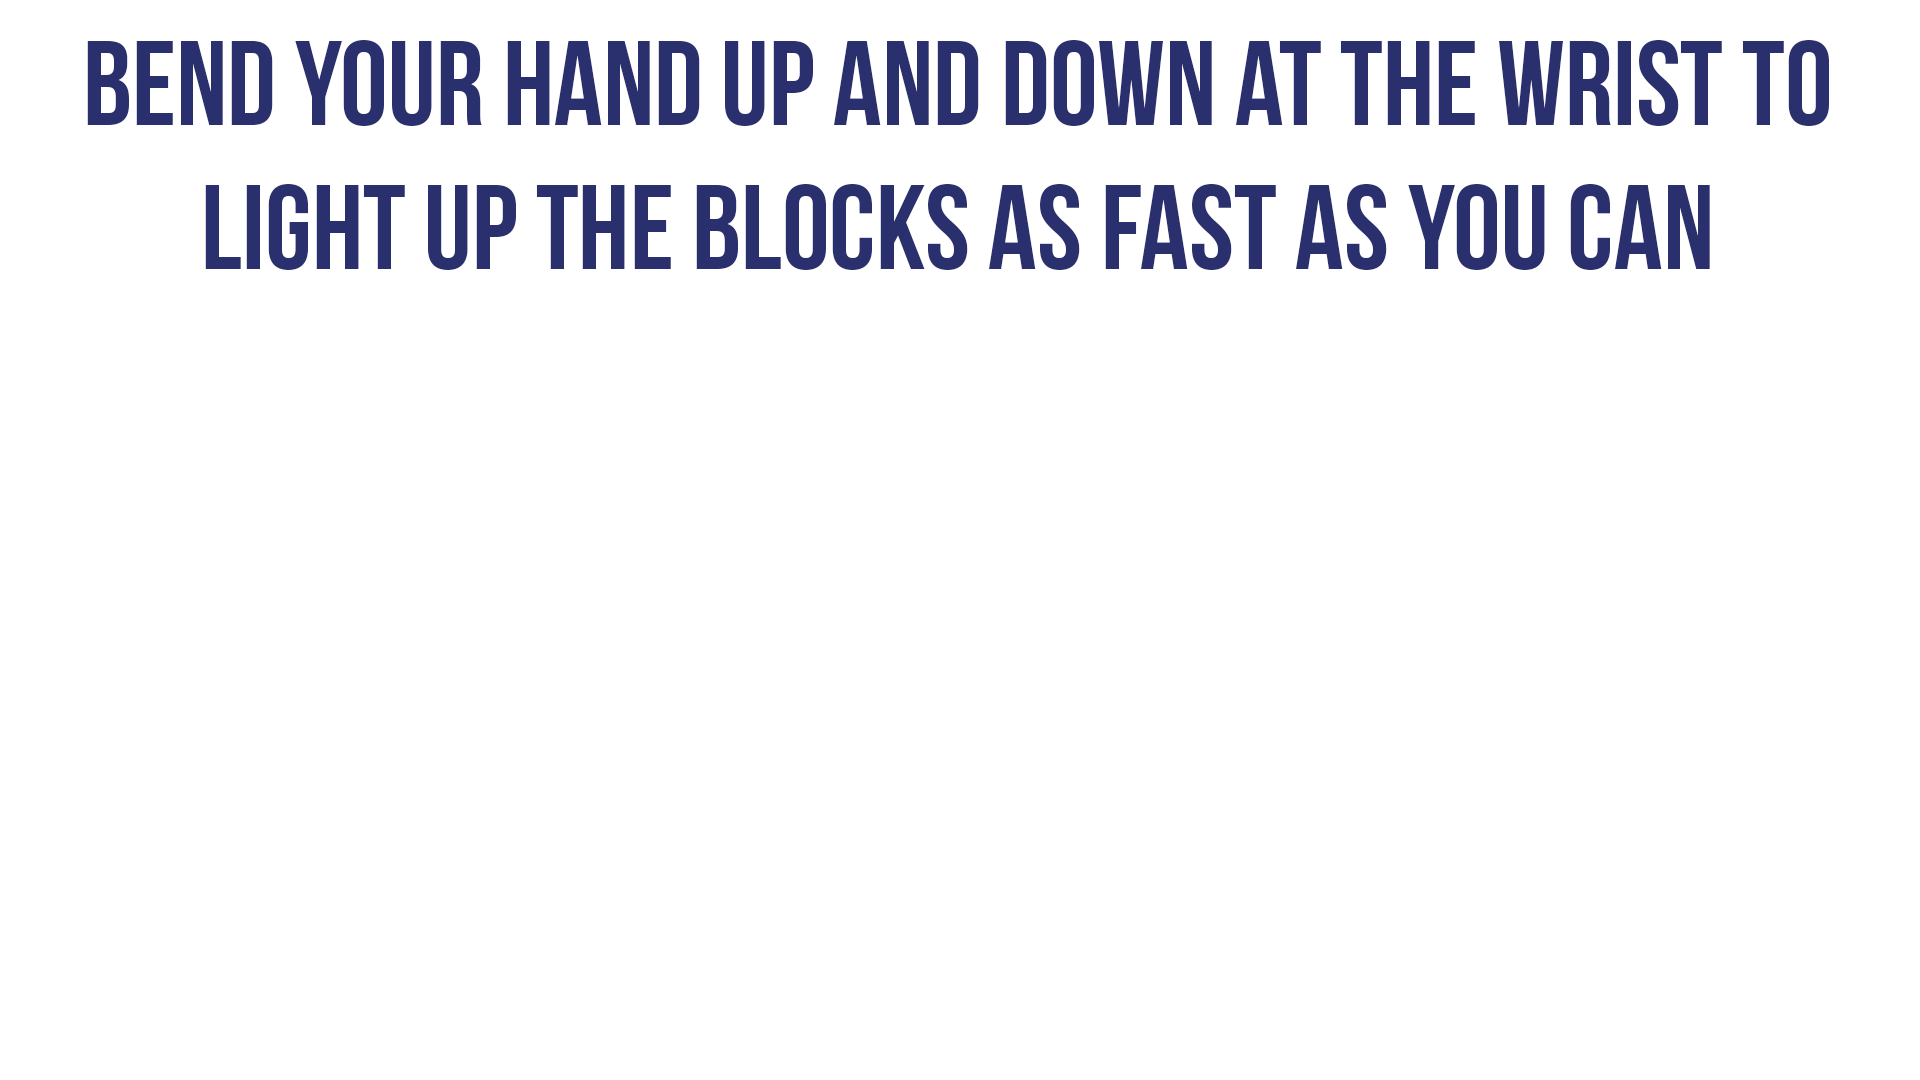 BEND YOUR HAND UP AND DOWN AT THE WRIST TO
LIGHT UP THE BLOCKS AS FAST AS YOU CAN